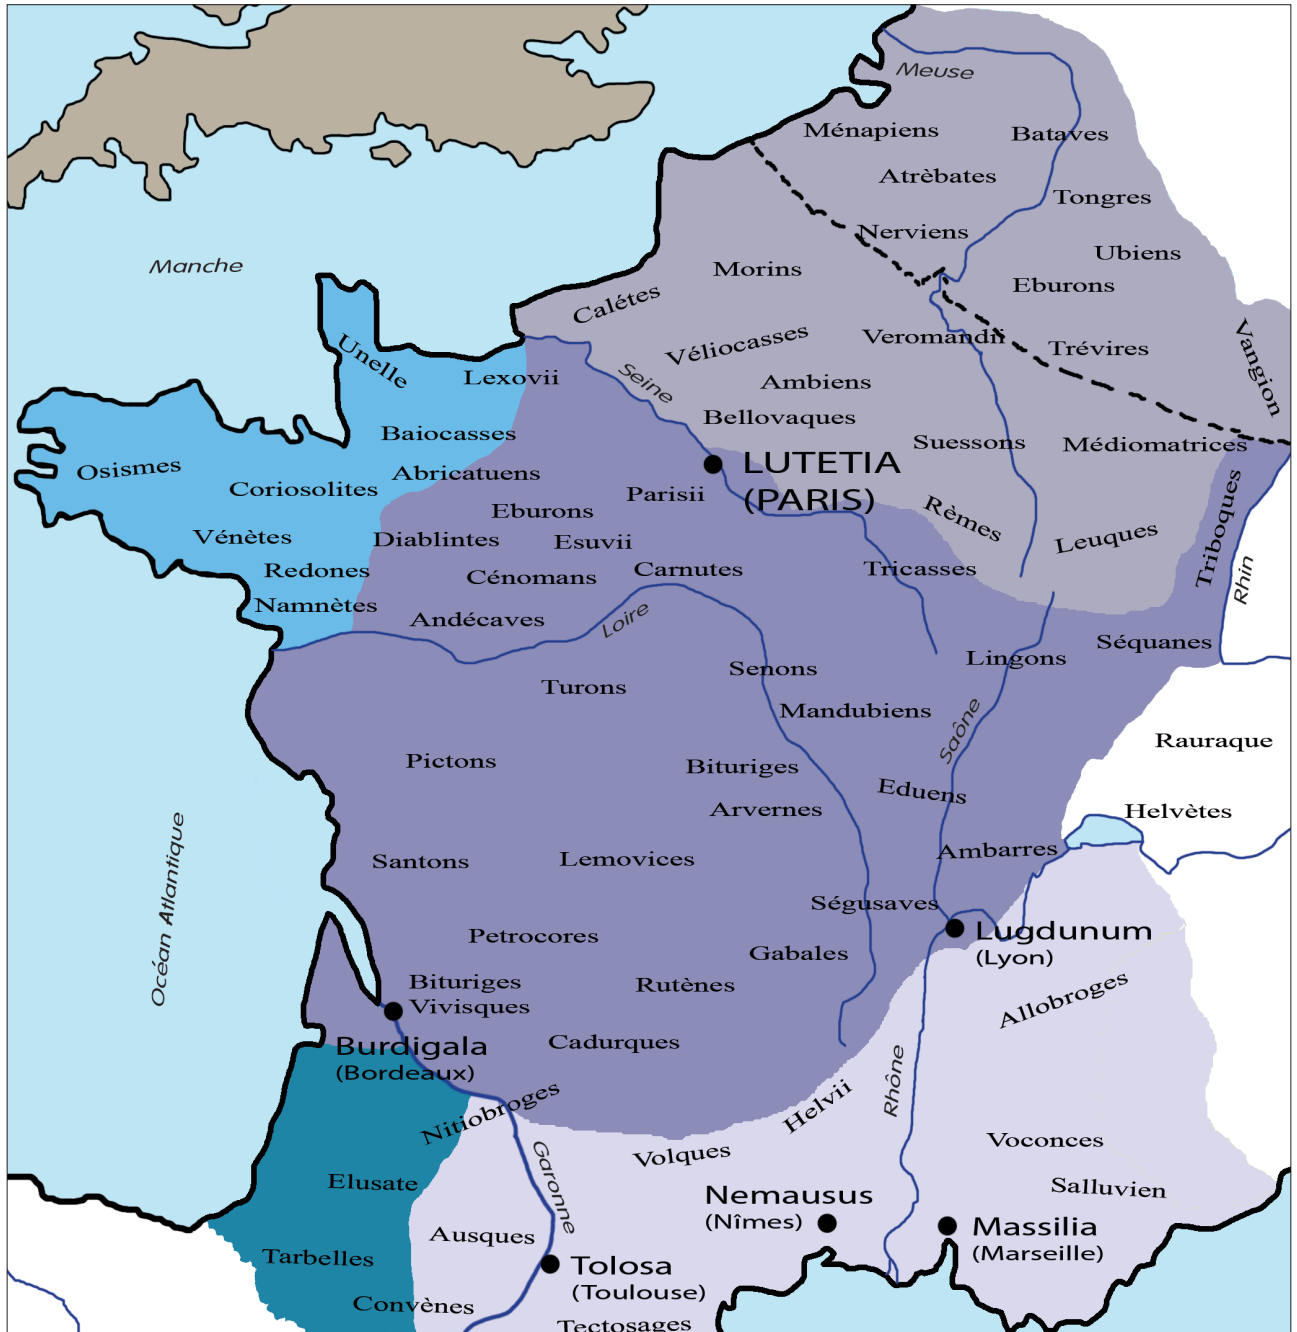 Meuse
Ménapiens
Bataves
Atrèbates
Tongres
Nerviens
Ubiens
Manche
Morins
Eburons
Calétes
Unelle
Véliocasses
Veromandii
Trévires
Vangion
Lexovii
Seine
Ambiens
Bellovaques
Baiocasses
Suessons
Médiomatrices
Osismes
Abricatuens
LUTETIA
(PARIS)
Coriosolites
Parisii
Eburons
Rèmes
Triboques
Vénètes
Diablintes
Esuvii
Leuques
Redones
Cénomans
Carnutes
Tricasses
Rhin
Namnètes
Andécaves
Loire
Séquanes
Senons
Lingons
Turons
Mandubiens
Saône
Rauraque
Pictons
Bituriges
Eduens
Arvernes
Helvètes
Océan Atlantique
Santons
Lemovices
Ambarres
Ségusaves
Petrocores
Lugdunum
(Lyon)
Gabales
Bituriges
Vivisques
Rutènes
Allobroges
Burdigala
(Bordeaux)
Cadurques
Nitiobroges
Helvii
Rhône
Garonne
Volques
Voconces
Elusate
Nemausus
(Nîmes)
Salluvien
Ausques
Massilia
(Marseille)
Tarbelles
Tolosa
(Toulouse)
Convènes
Tectosages